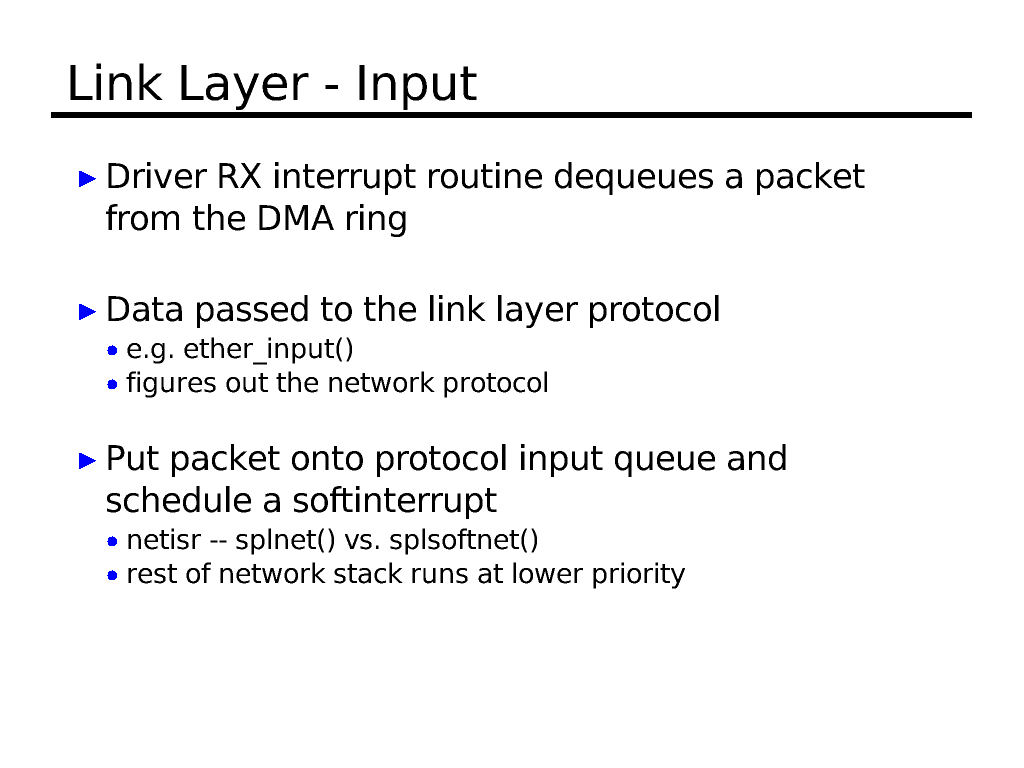 Link Layer - Input
Driver RX interrupt routine dequeues a packet
from the DMA ring
Data passed to the link layer protocol
e.g. ether_input()
figures out the network protocol
Put packet onto protocol input queue and
schedule a softinterrupt
netisr -- splnet() vs. splsoftnet()
rest of network stack runs at lower priority